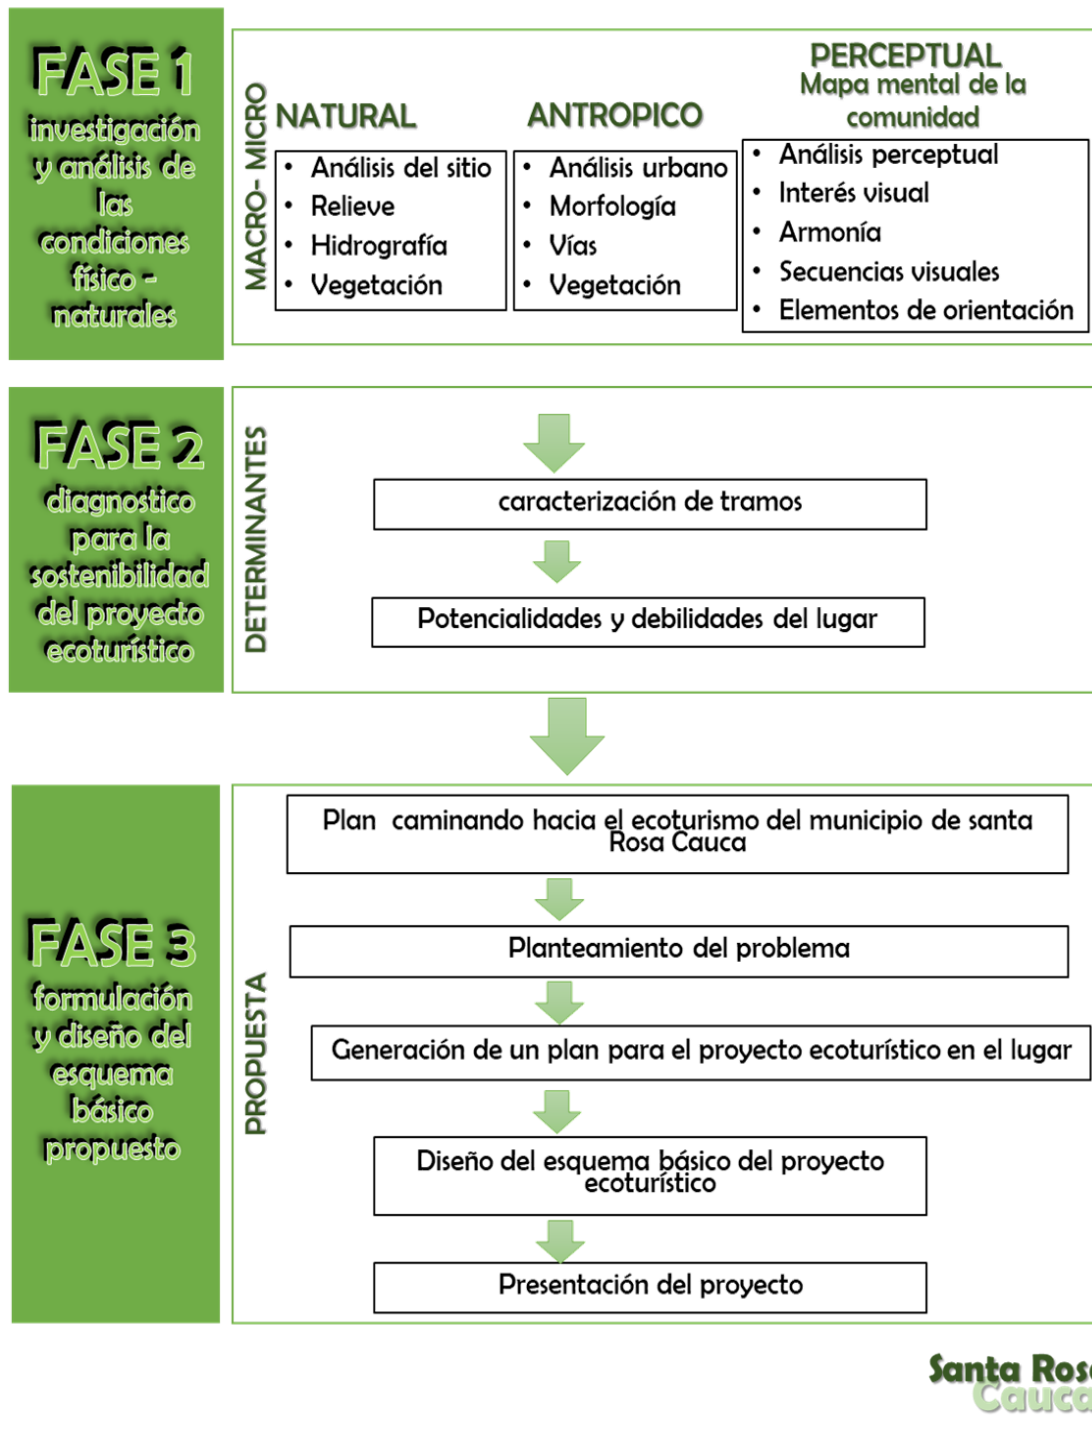 FASE 1
investigación
y análisis de
las
condiciones
físico -
naturales
MACRO- MICRO
NATURAL
• Análisis del sitio
• Relieve
• Hidrografía
• Vegetación
ANTROPICO
• Análisis urbano
• Morfología
• Vías
• Vegetación
PERCEPTUAL
Mapa mental de la
comunidad
• Análisis perceptual
• Interés visual
• Armonía
• Secuencias visuales
• Elementos de orientación
FASE 2
diagnostico
para la
sostenibilidad
del proyecto
ecoturístico
DETERMINANTES
caracterización de tramos
Potencialidades y debilidades del lugar
FASE 3
formulación
y diseño del
esquema
básico
propuesto
PROPUESTA
Plan caminando hacia el ecoturismo del municipio de santa
Rosa Cauca
Planteamiento del problema
Generación de un plan para el proyecto ecoturístico en el lugar
Diseño del esquema básico del proyecto
ecoturístico
Presentación del proyecto
Santa Rosa
Cauca